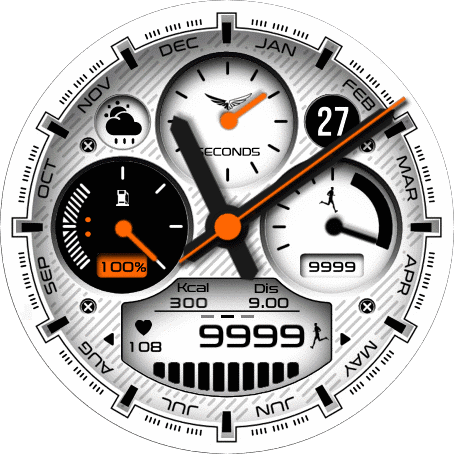 DEC JAN
NOV FEB
27
SECONDS
OCT MAR
100% 9999
SEP APR
Kcal Dis
300 9.00
9999
108
AUG MAY
JUL JUN